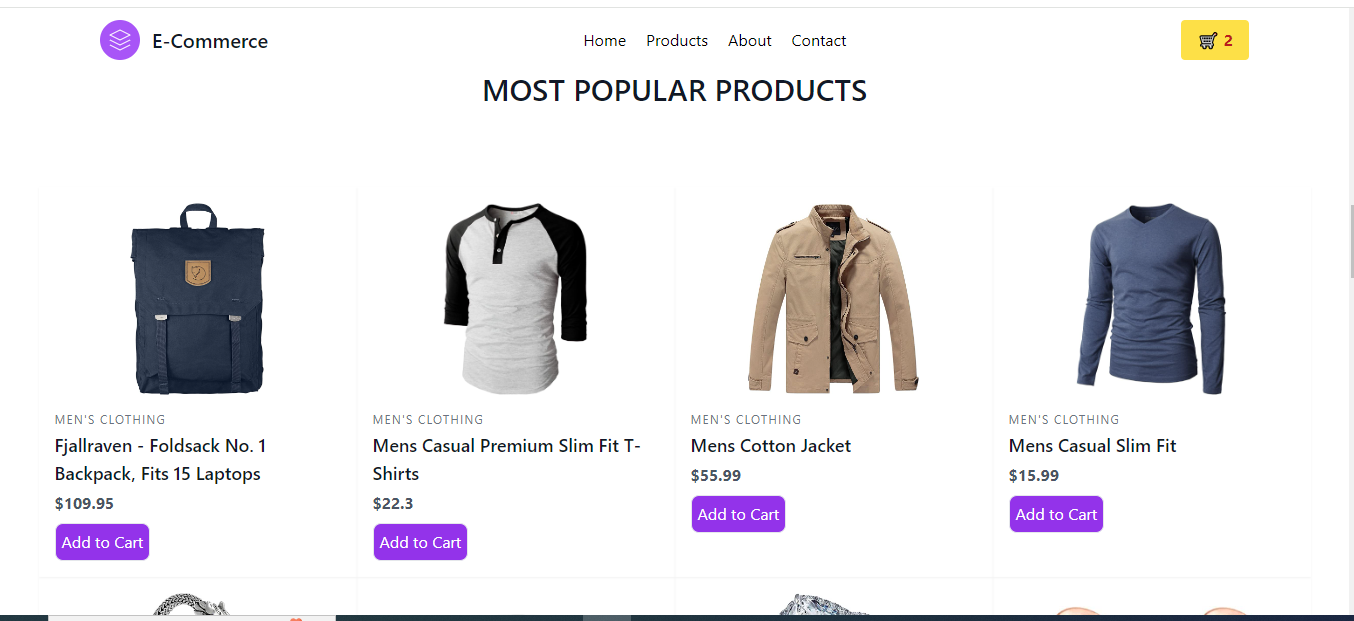 E-Commerce
Home Products About Contact
2
MOST POPULAR PRODUCTS
MEN'S CLOTHING
Fjallraven - Foldsack No. 1
Backpack, Fits 15 Laptops
$109.95
Add to Cart
MEN'S CLOTHING
Mens Casual Premium Slim Fit T-
Shirts
$22.3
Add to Cart
MEN'S CLOTHING
Mens Cotton Jacket
$55.99
Add to Cart
MEN'S CLOTHING
Mens Casual Slim Fit
$15.99
Add to Cart